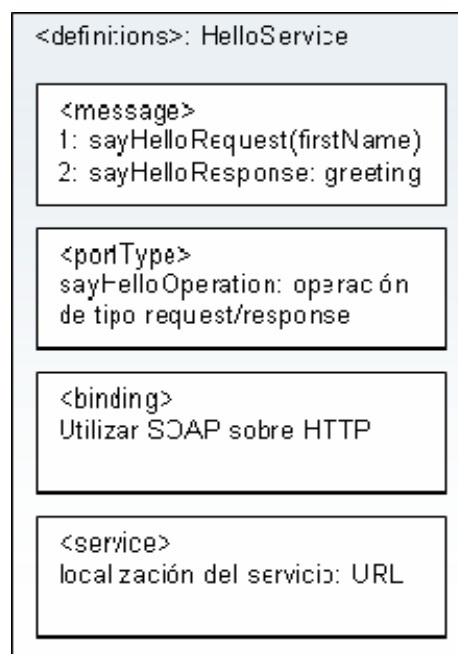 <definitions>: HelloService
<message>
1: sayHelloRequest(firstName)
2: sayHelloResponse: greeting
<portType>
sayHelloOperation: operación
de tipo request/response
<binding>
Utilizar SOAP sobre HTTP
<service>
localización del servicio: URL